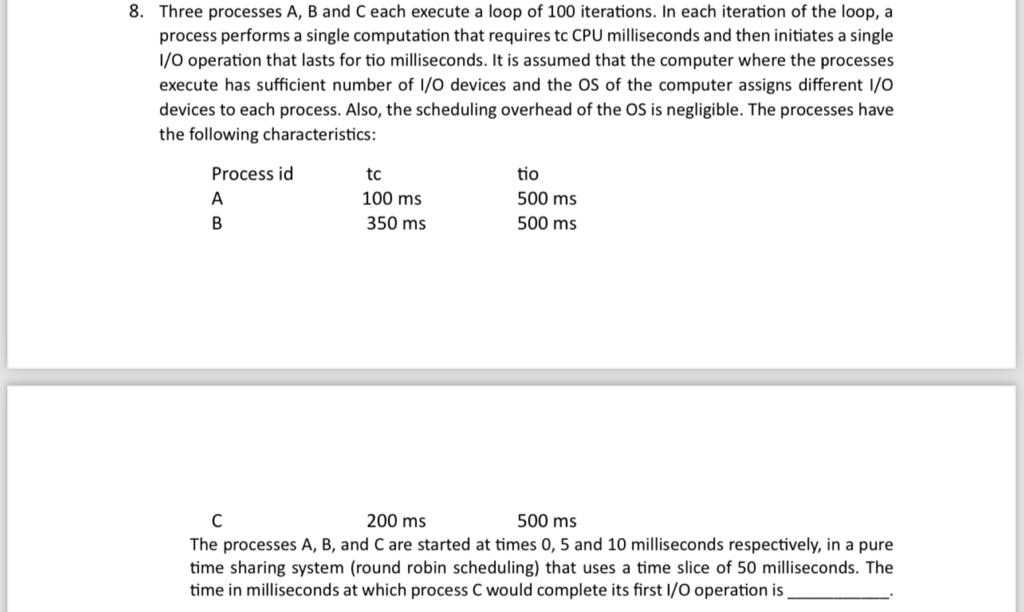 8. Three processes A, B and C each execute a loop of 100 iterations. In each iteration of the loop, a
process performs a single computation that requires tc CPU milliseconds and then initiates a single
I/O operation that lasts for tio milliseconds. It is assumed that the computer where the processes
execute has sufficient number of I/O devices and the OS of the computer assigns different I/O
devices to each process. Also, the scheduling overhead of the OS is negligible. The processes have
the following characteristics:
Process id tc tio
A 100 ms 500 ms
B 350 ms 500 ms
C 200 ms 500 ms
The processes A, B, and C are started at times 0, 5 and 10 milliseconds respectively, in a pure
time sharing system (round robin scheduling) that uses a time slice of 50 milliseconds. The
time in milliseconds at which process C would complete its first I/O operation is ____________.